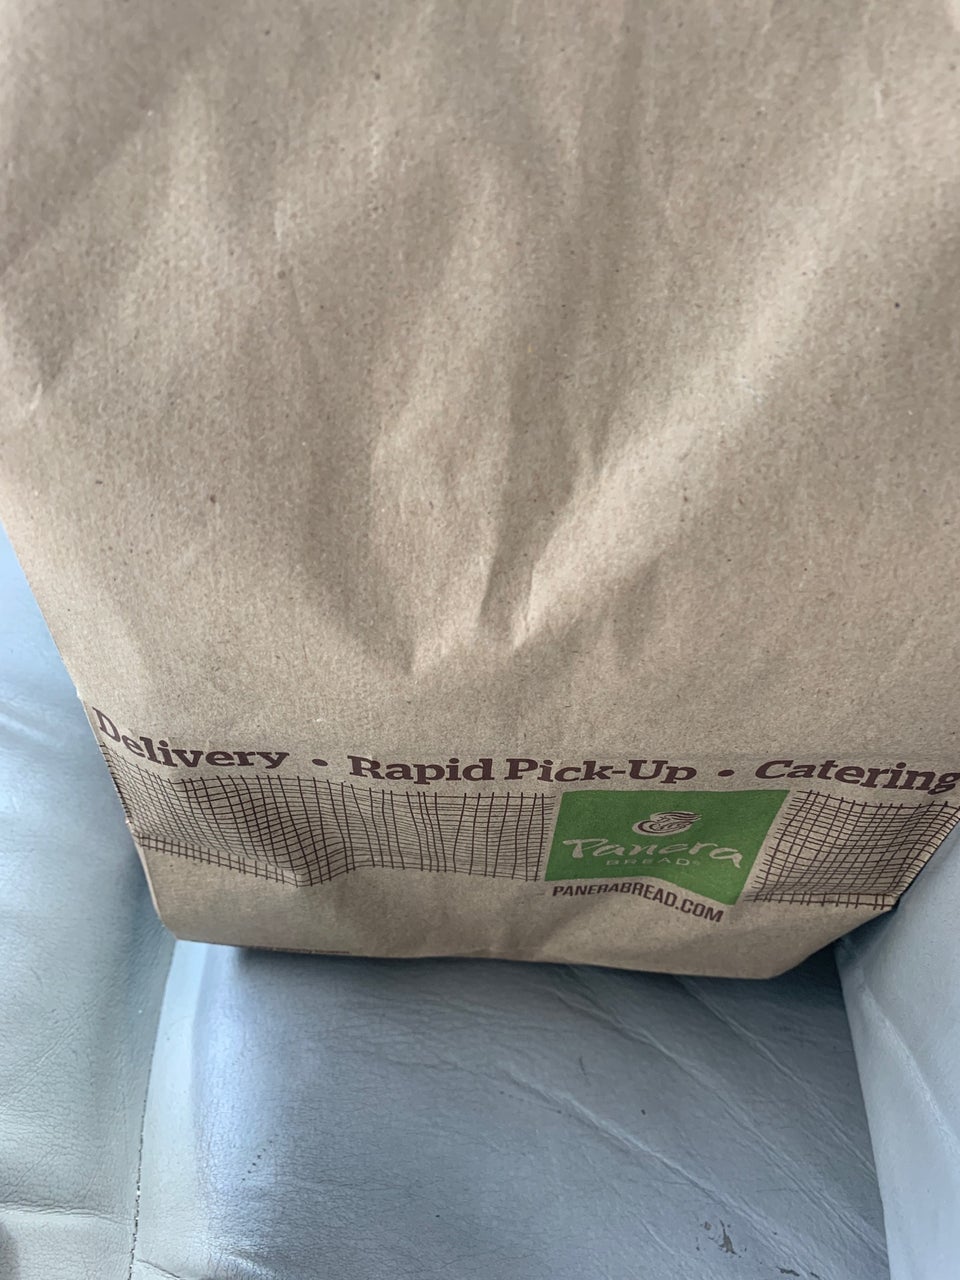 Delivery • Rapid Pick-Up • Catering
Panera
BREAD®
PANERABREAD.COM